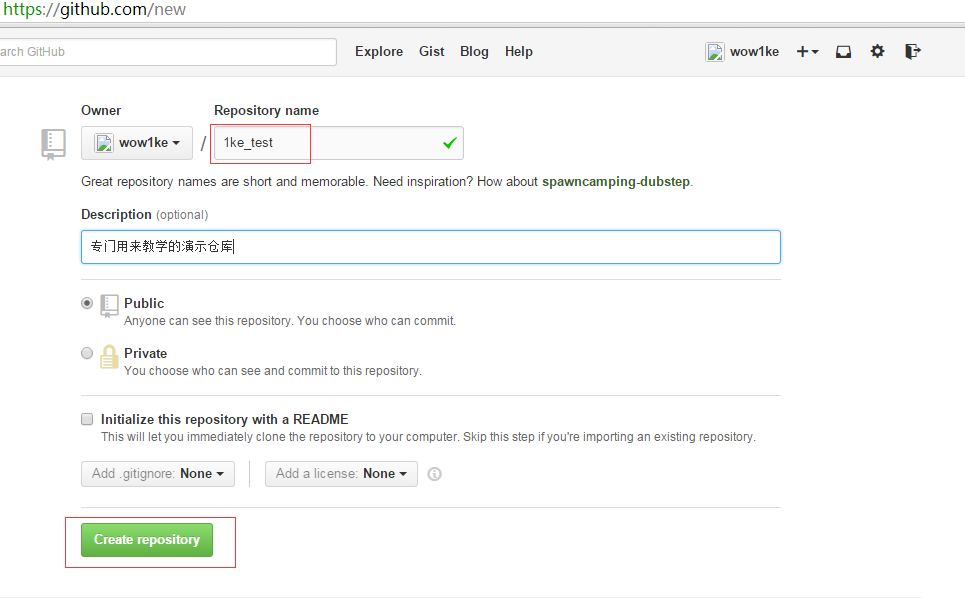 https://github.com/new
arch GitHub
Explore Gist Blog Help wow1ke
Owner Repository name
wow1ke / 1ke_test
Great repository names are short and memorable. Need inspiration? How about spawncamping-dubstep.
Description (optional)
专门用来教学的演示仓库
Public
Anyone can see this repository. You choose who can commit.
Private
You choose who can see and commit to this repository.
Initialize this repository with a README
This will let you immediately clone the repository to your computer. Skip this step if you're importing an existing repository.
Add .gitignore: None Add a license: None
Create repository